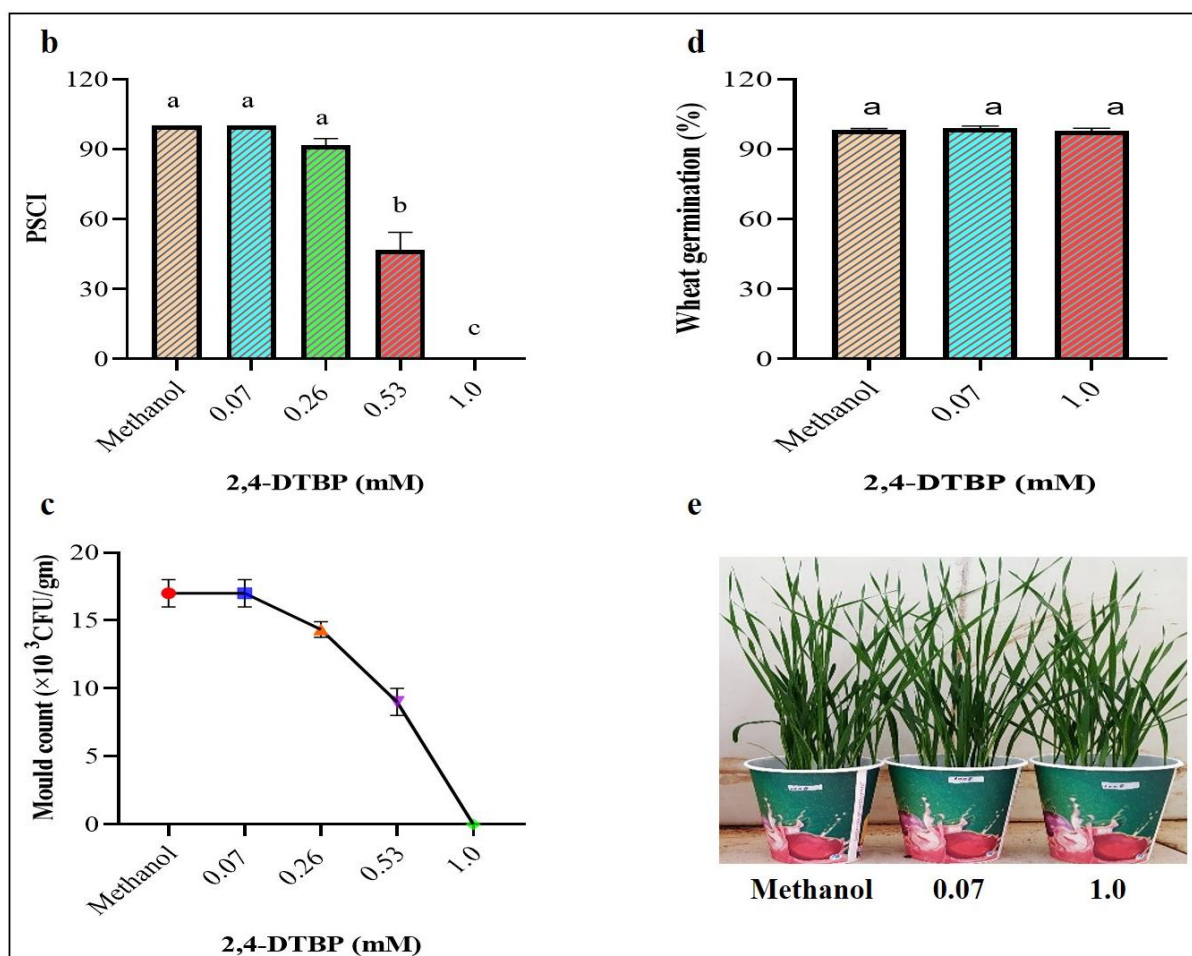 b
120
90
60
30
0
PSCI
a
a
a
b
c
Methanol
0.07
0.26
0.53
1.0
2,4-DTBP (mM)
d
120
90
60
30
0
Wheat germination (%)
a
a
a
Methanol
0.07
1.0
2,4-DTBP (mM)
c
20
15
10
5
0
Mould count (×10 ³CFU/gm)
Methanol
0.07
0.26
0.53
1.0
2,4-DTBP (mM)
e
Methanol
0.07
1.0